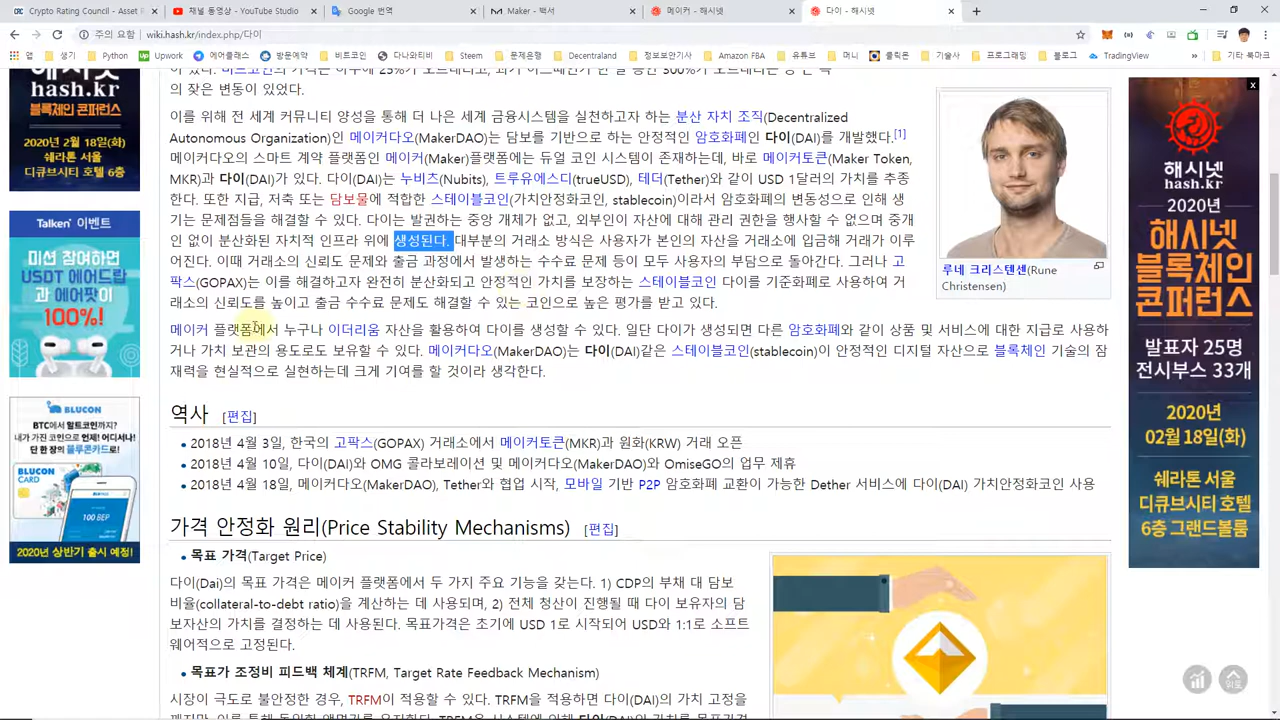 Crypto Rating Council - Asset R
채널 동영상 - YouTube Studio
Google 번역
Maker - 백서
메이커 - 해시넷
다이 - 해시넷
주의 요함
wiki.hash.kr/index.php/다이
앱
생기
Python
Upwork
에어클래스
방문예약
비트코인
다나와티비
Steem
문제은행
Decentraland
정보보안기사
Amazon FBA
유튜브
머니
클릭몬
기술사
프로그래밍
블로그
TradingView
기타 북마크
hash.kr
블록체인 콘퍼런스
2020년 2월 18일(화)
쉐라톤 서울
디큐브시티 호텔 6층
Talken 이벤트
미션 참여하면
USDT 에어드랍
과 에어팟이
100%!
BLUCON
BTC에서 알트코인까지?
내가 가진 코인으로 언제! 어디서나!
단 한 장의 블루콘카드로!
BLUCON
CARD
100 BEP
2020년 상반기 출시 예정!
의 잦은 변동이 있었다.
이를 위해 전 세계 커뮤니티 양성을 통해 더 나은 세계 금융시스템을 실천하고자 하는 분산 자치 조직(Decentralized
Autonomous Organization)인 메이커다오(MakerDAO)는 담보를 기반으로 하는 안정적인 암호화폐인 다이(DAI)를 개발했다.[1]
메이커다오의 스마트 계약 플랫폼인 메이커(Maker)플랫폼에는 듀얼 코인 시스템이 존재하는데, 바로 메이커토큰(Maker Token,
MKR)과 다이(DAI)가 있다. 다이(DAI)는 누비츠(NuBits), 트루유에스디(trueUSD), 테더(Tether)와 같이 USD 1달러의 가치를 추종
한다. 또한 지급, 저축 또는 담보물에 적합한 스테이블코인(가치안정화코인, stablecoin)이라서 암호화폐의 변동성으로 인해 생
기는 문제점들을 해결할 수 있다. 다이는 발권하는 중앙 개체가 없고, 외부인이 자산에 대해 관리 권한을 행사할 수 없으며 중개
인 없이 분산화된 자치적 인프라 위에 생성된다. 대부분의 거래소 방식은 사용자가 본인의 자산을 거래소에 입금해 거래가 이루
어진다. 이때 거래소의 신뢰도 문제와 출금 과정에서 발생하는 수수료 문제 등이 모두 사용자의 부담으로 돌아간다. 그러나 고
팍스(GOPAX)는 이를 해결하고자 완전히 분산화되고 안정적인 가치를 보장하는 스테이블코인 다이를 기준화폐로 사용하여 거
래소의 신뢰도를 높이고 출금 수수료 문제도 해결할 수 있는 코인으로 높은 평가를 받고 있다.
메이커 플랫폼에서 누구나 이더리움 자산을 활용하여 다이를 생성할 수 있다. 일단 다이가 생성되면 다른 암호화폐와 같이 상품 및 서비스에 대한 지급로 사용하
거나 가치 보관의 용도로도 보유할 수 있다. 메이커다오(MakerDAO)는 다이(DAI)같은 스테이블코인(stablecoin)이 안정적인 디지털 자산으로 블록체인 기술의 잠
재력을 현실적으로 실현하는데 크게 기여를 할 것이라 생각한다.
루네 크리스텐센(Rune
Christensen)
역사 [편집]
2018년 4월 3일, 한국의 고팍스(GOPAX) 거래소에서 메이커토큰(MKR)과 원화(KRW) 거래 오픈
2018년 4월 10일, 다이(DAI)와 OMG 콜라보레이션 및 메이커다오(MakerDAO)와 OmiseGO의 업무 제휴
2018년 4월 18일, 메이커다오(MakerDAO), Tether와 협업 시작, 모바일 기반 P2P 암호화폐 교환이 가능한 Dether 서비스에 다이(DAI) 가치안정화코인 사용
가격 안정화 원리(Price Stability Mechanisms) [편집]
목표 가격(Target Price)
다이(Dai)의 목표 가격은 메이커 플랫폼에서 두 가지 주요 기능을 갖는다. 1) CDP의 부채 대 담보
비율(collateral-to-debt ratio)을 계산하는 데 사용되며, 2) 전체 청산이 진행될 때 다이 보유자의 담
보자산의 가치를 결정하는 데 사용된다. 목표가격은 초기에 USD 1로 시작되어 USD와 1:1로 소프트
웨어적으로 고정된다.
목표가 조정비 피드백 체계(TRFM, Target Rate Feedback Mechanism)
시장이 극도로 불안정한 경우, TRFM이 적용할 수 있다. TRFM을 적용하면 다이(DAI)의 가치 고정을
x
해시넷
hash.kr
2020년
해시넷
블록체인
콘퍼런스
발표자 25명
전시부스 33개
2020년
02월 18일(화)
쉐라톤 서울
디큐브시티 호텔
6층 그랜드볼룸
위로